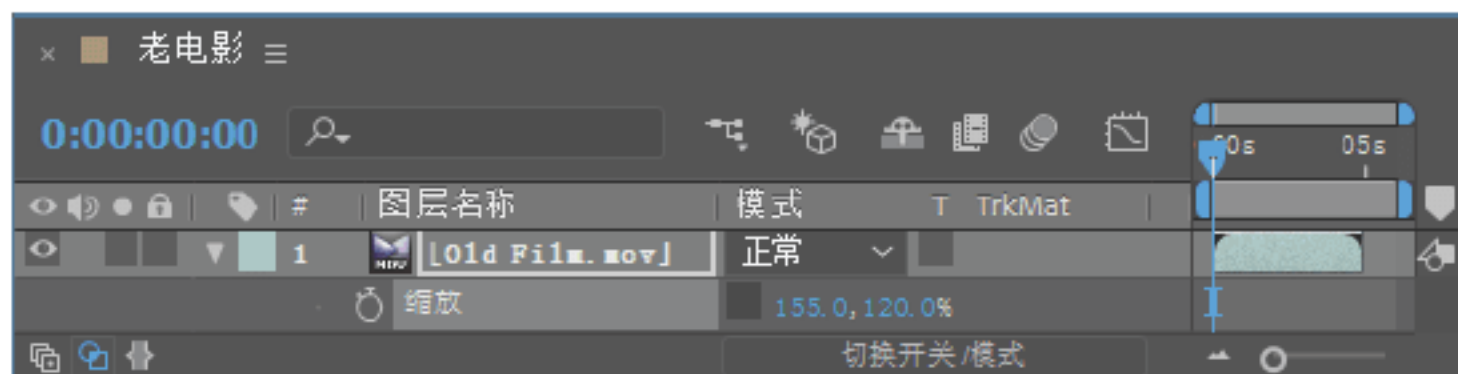 老电影
0:00:00:00
00s 05s
# 图层名称 模式 T TrkMat
1 [Old Film.mov] 正常
缩放 155.0,120.0%
切换开关/模式